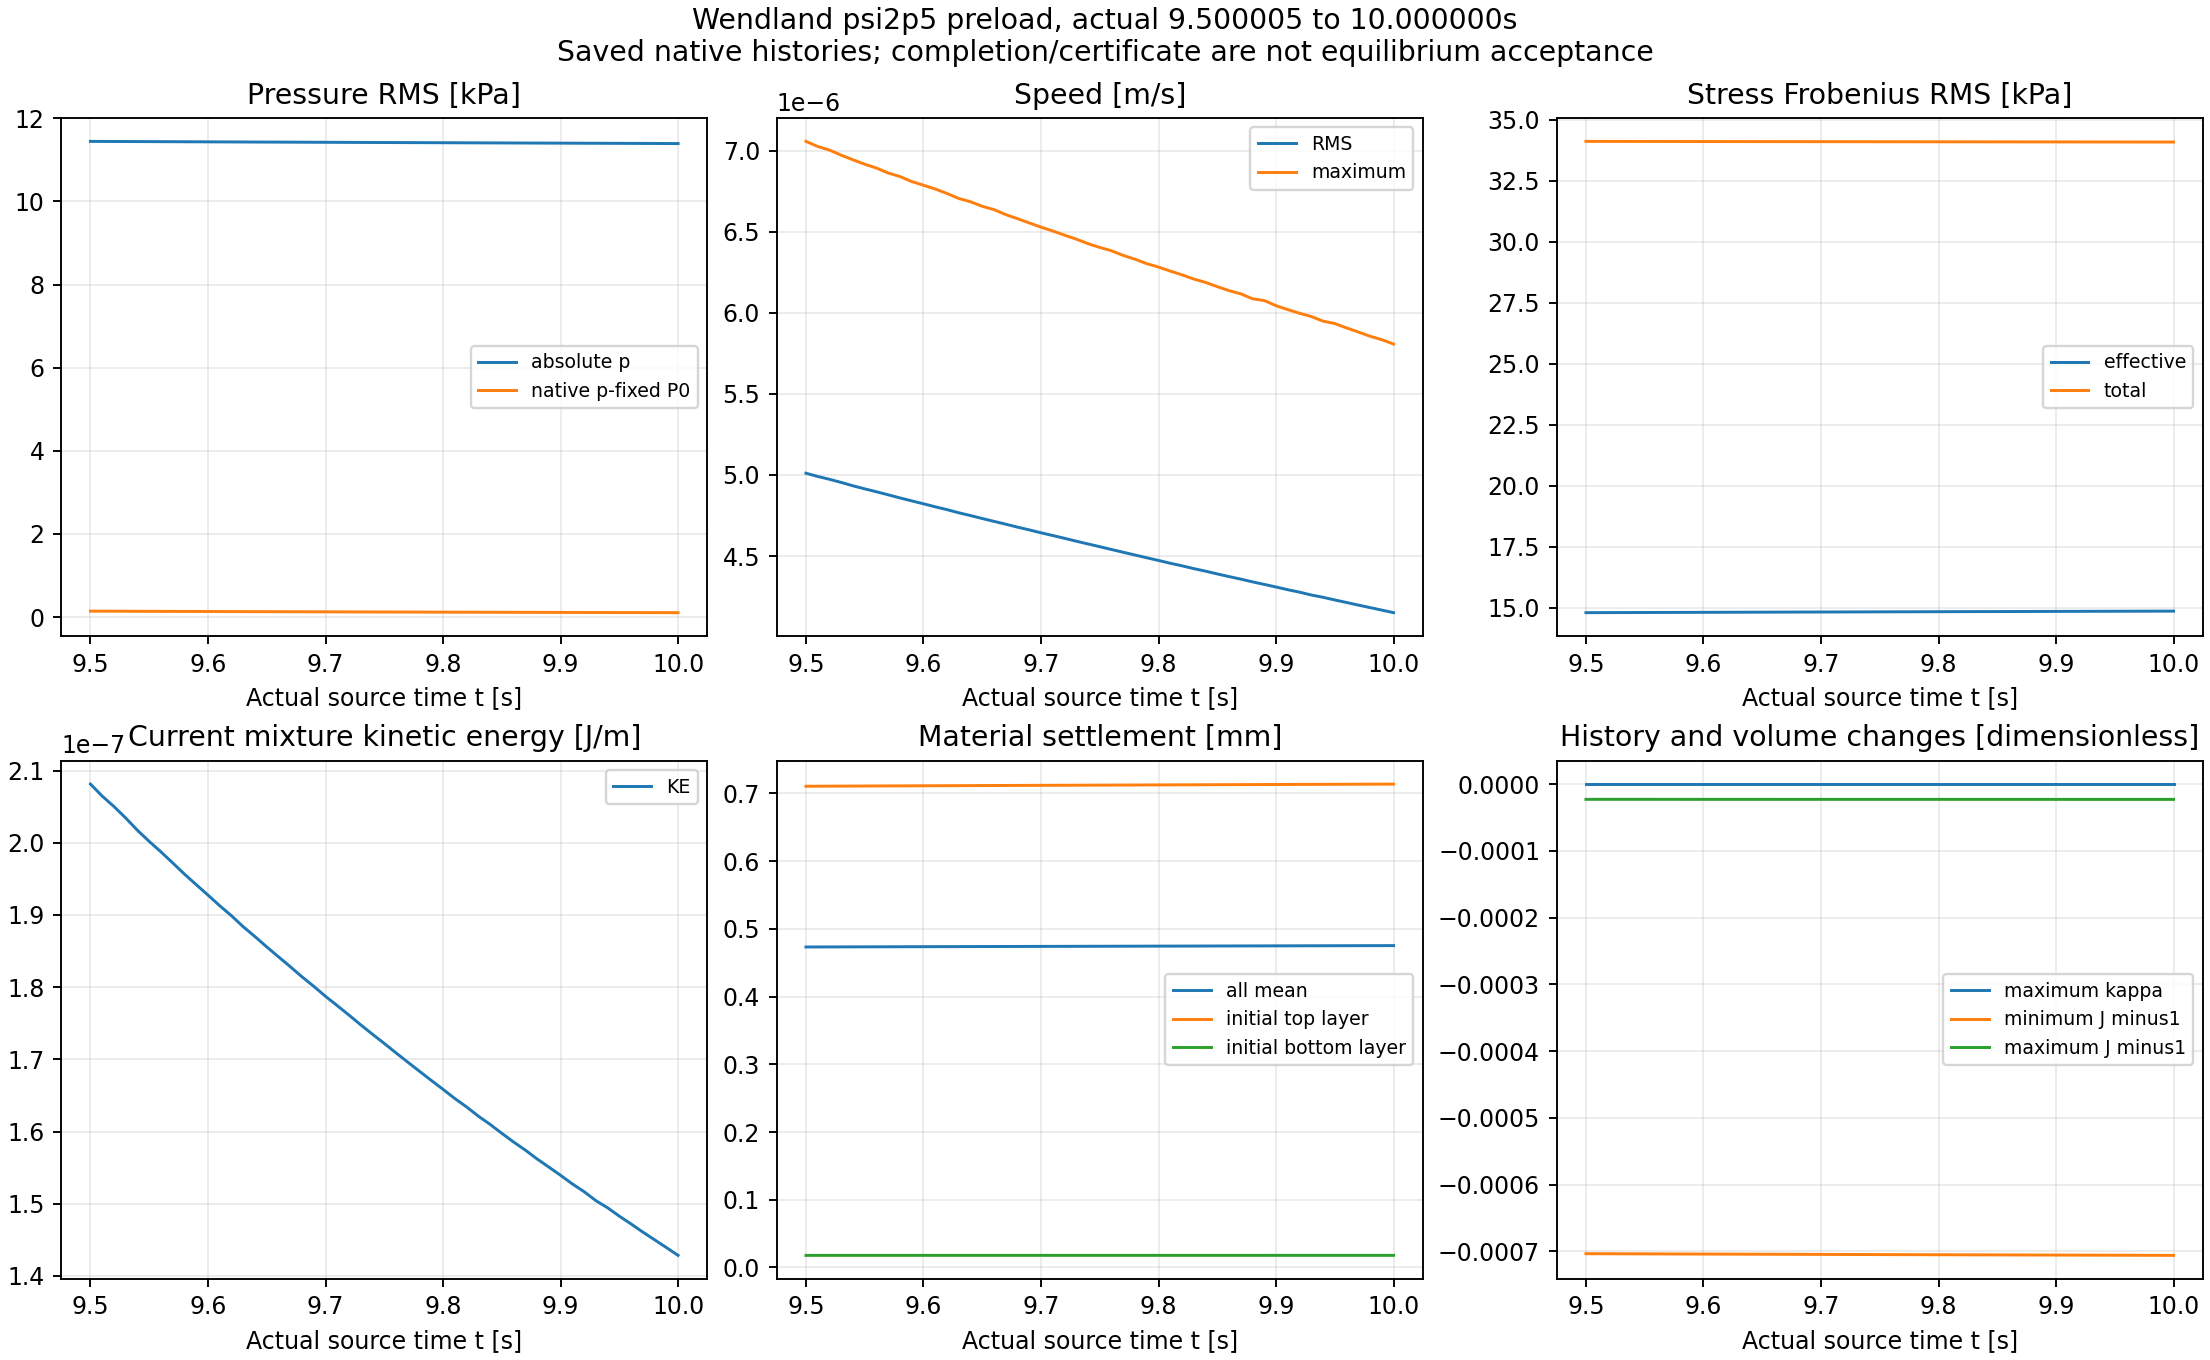 Wendland psi2p5 preload, actual 9.500005 to 10.000000s
Saved native histories; completion/certificate are not equilibrium acceptance
Pressure RMS [kPa]
12
10
8
6
4
2
0
absolute p
native p-fixed P0
9.5 9.6 9.7 9.8 9.9 10.0
Actual source time t [s]
Speed [m/s]
1e−6
7.0
6.5
6.0
5.5
5.0
4.5
RMS
maximum
9.5 9.6 9.7 9.8 9.9 10.0
Actual source time t [s]
Stress Frobenius RMS [kPa]
35.0
32.5
30.0
27.5
25.0
22.5
20.0
17.5
15.0
effective
total
9.5 9.6 9.7 9.8 9.9 10.0
Actual source time t [s]
Current mixture kinetic energy [J/m]
1e−7
2.1
2.0
1.9
1.8
1.7
1.6
1.5
1.4
KE
9.5 9.6 9.7 9.8 9.9 10.0
Actual source time t [s]
Material settlement [mm]
0.7
0.6
0.5
0.4
0.3
0.2
0.1
0.0
all mean
initial top layer
initial bottom layer
9.5 9.6 9.7 9.8 9.9 10.0
Actual source time t [s]
History and volume changes [dimensionless]
0.0000
−0.0001
−0.0002
−0.0003
−0.0004
−0.0005
−0.0006
−0.0007
maximum kappa
minimum J minus1
maximum J minus1
9.5 9.6 9.7 9.8 9.9 10.0
Actual source time t [s]